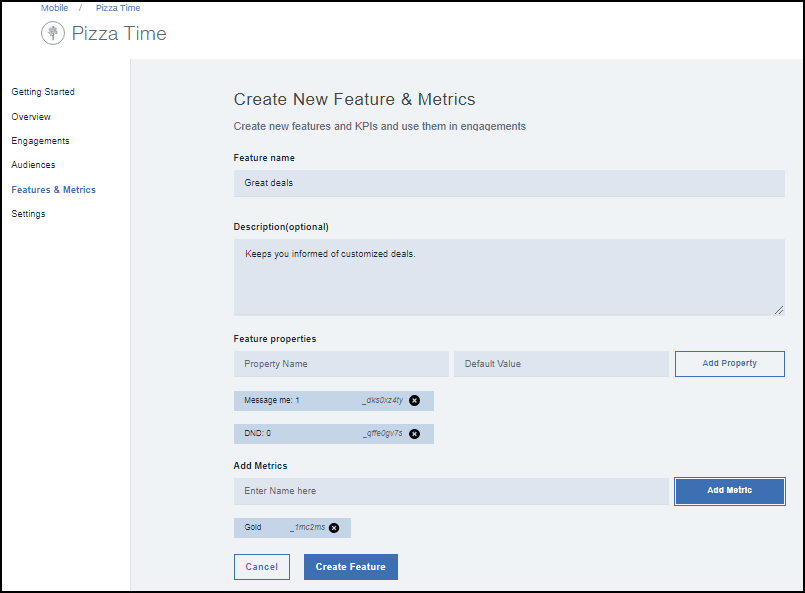 Mobile / Pizza Time
Pizza Time
Getting Started
Overview
Engagements
Audiences
Features & Metrics
Settings
Create New Feature & Metrics
Create new features and KPIs and use them in engagements
Feature name
Great deals
Description(optional)
Keeps you informed of customized deals.
Feature properties
Property Name Default Value Add Property
Message me: 1 _dks0xz4ty
DND: 0 _qffe0gv7s
Add Metrics
Enter Name here Add Metric
Gold _1mc2ms
Cancel Create Feature